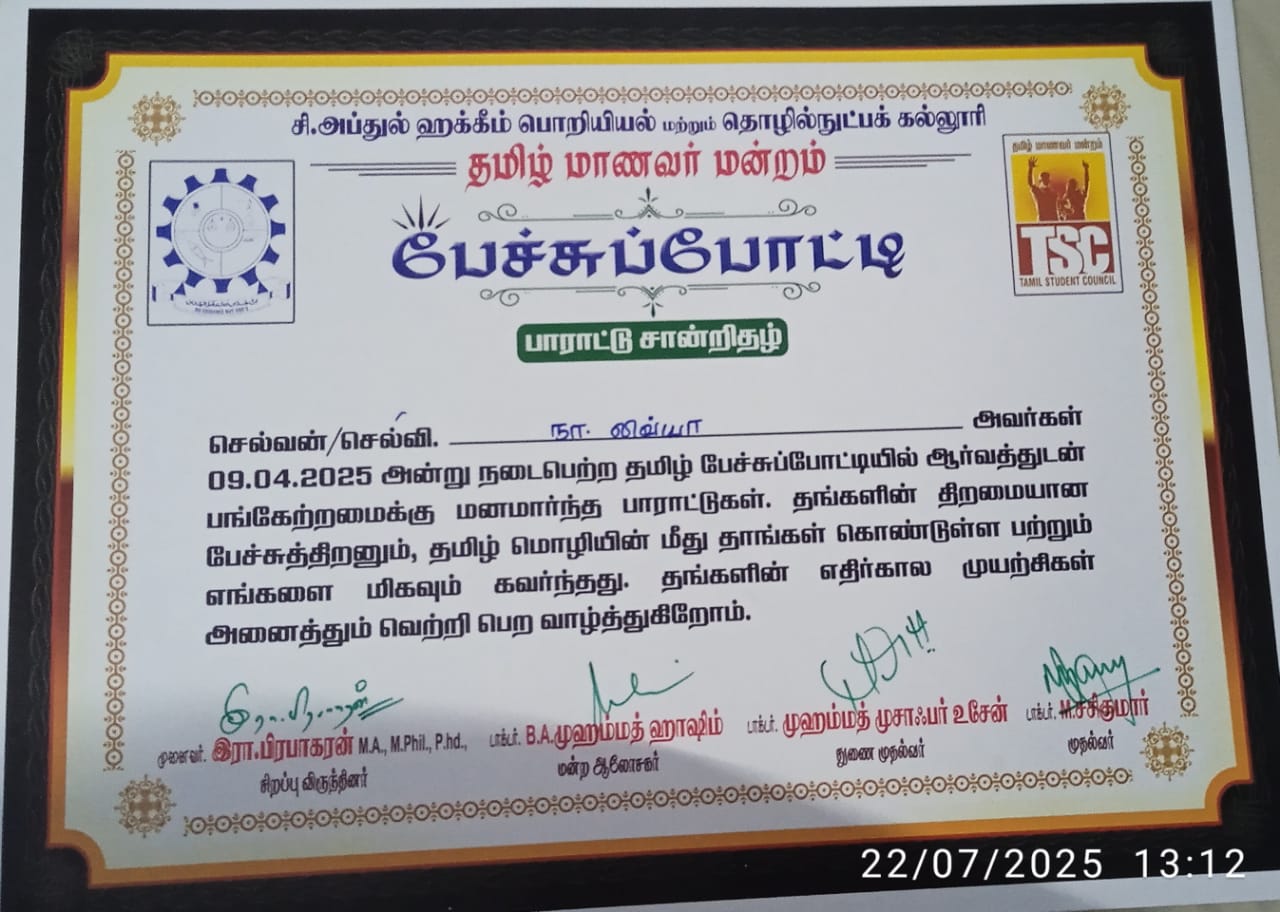 சி.அப்துல் ஹக்கீம் பொறியியல் மற்றும் தொழில்நுட்பக் கல்லூரி
தமிழ் மாணவர் மன்றம்
தமிழ் மாணவர் மன்றம்
TSC
TAMIL STUDENT COUNCIL
பேச்சுப்போட்டி
பாராட்டு சான்றிதழ்
செல்வன்/செல்வி. நா. வ்யா அவர்கள்
09.04.2025 அன்று நடைபெற்ற தமிழ் பேச்சுப்போட்டியில் ஆர்வத்துடன்
பங்கேற்றமைக்கு மனமார்ந்த பாராட்டுகள். தங்களின் திறமையான
பேச்சுத்திறனும், தமிழ் மொழியின் மீது தாங்கள் கொண்டுள்ள பற்றும்
எங்களை மிகவும் கவர்ந்தது. தங்களின் எதிர்கால முயற்சிகள்
அனைத்தும் வெற்றி பெற வாழ்த்துகிறோம்.
இரா.பிரபாகரன்
முனைவர். இரா.பிரபாகரன் M.A., M.Phil., P.hd., டாக்டர். B.A.முஹம்மத் ஹாஷிம் டாக்டர். முஹம்மத் முசாஃபர் உசேன் டாக்டர். M.சசிகுமார்
சிறப்பு விருந்தினர் மன்ற ஆலோசகர் துணை முதல்வர் முதல்வர்
22/07/2025 13:12